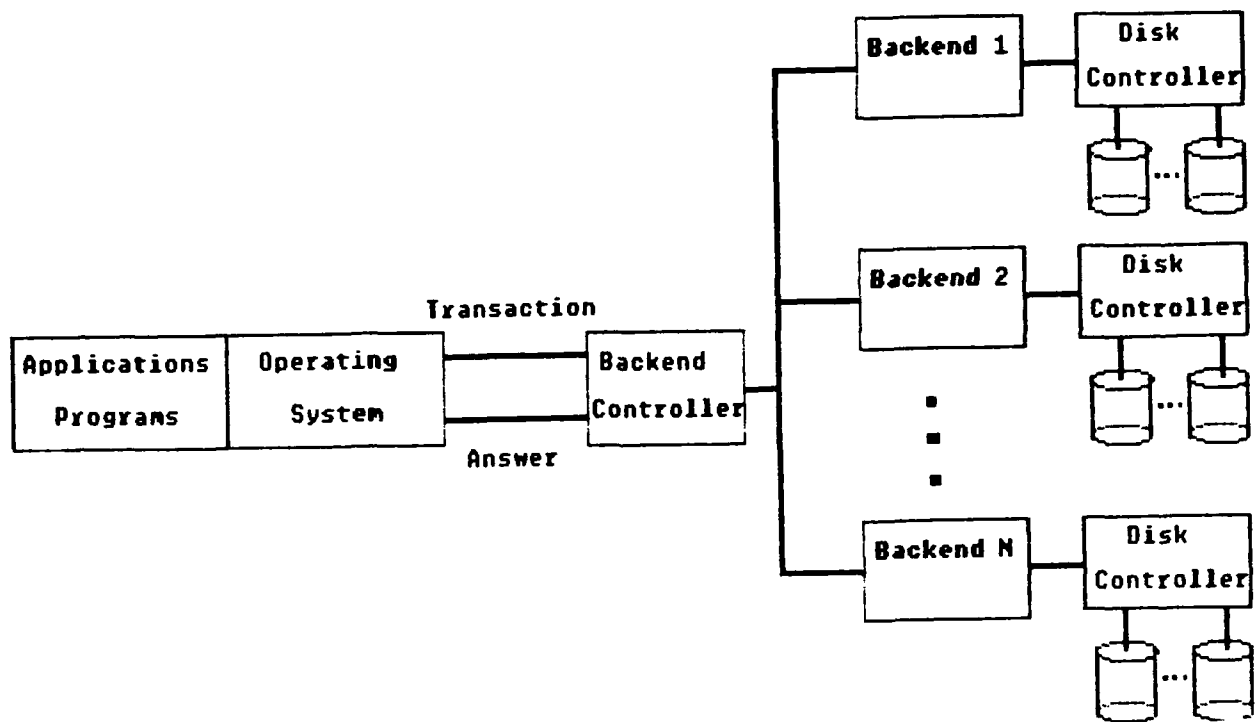 Backend 1
Disk
Controller
Backend 2
Disk
Controller
Transaction
Applications
Programs
Operating
System
Backend
Controller
Answer
Backend N
Disk
Controller